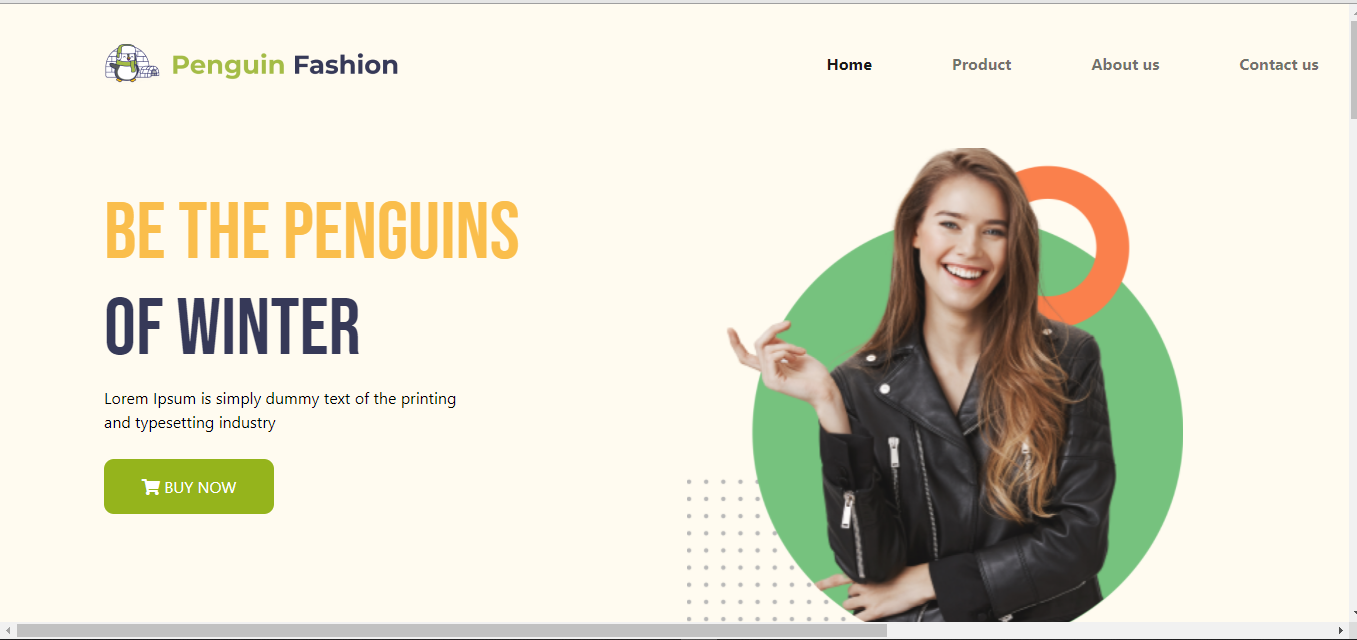 Penguin Fashion
Home
Product
About us
Contact us
BE THE PENGUINS
OF WINTER
Lorem Ipsum is simply dummy text of the printing
and typesetting industry
BUY NOW